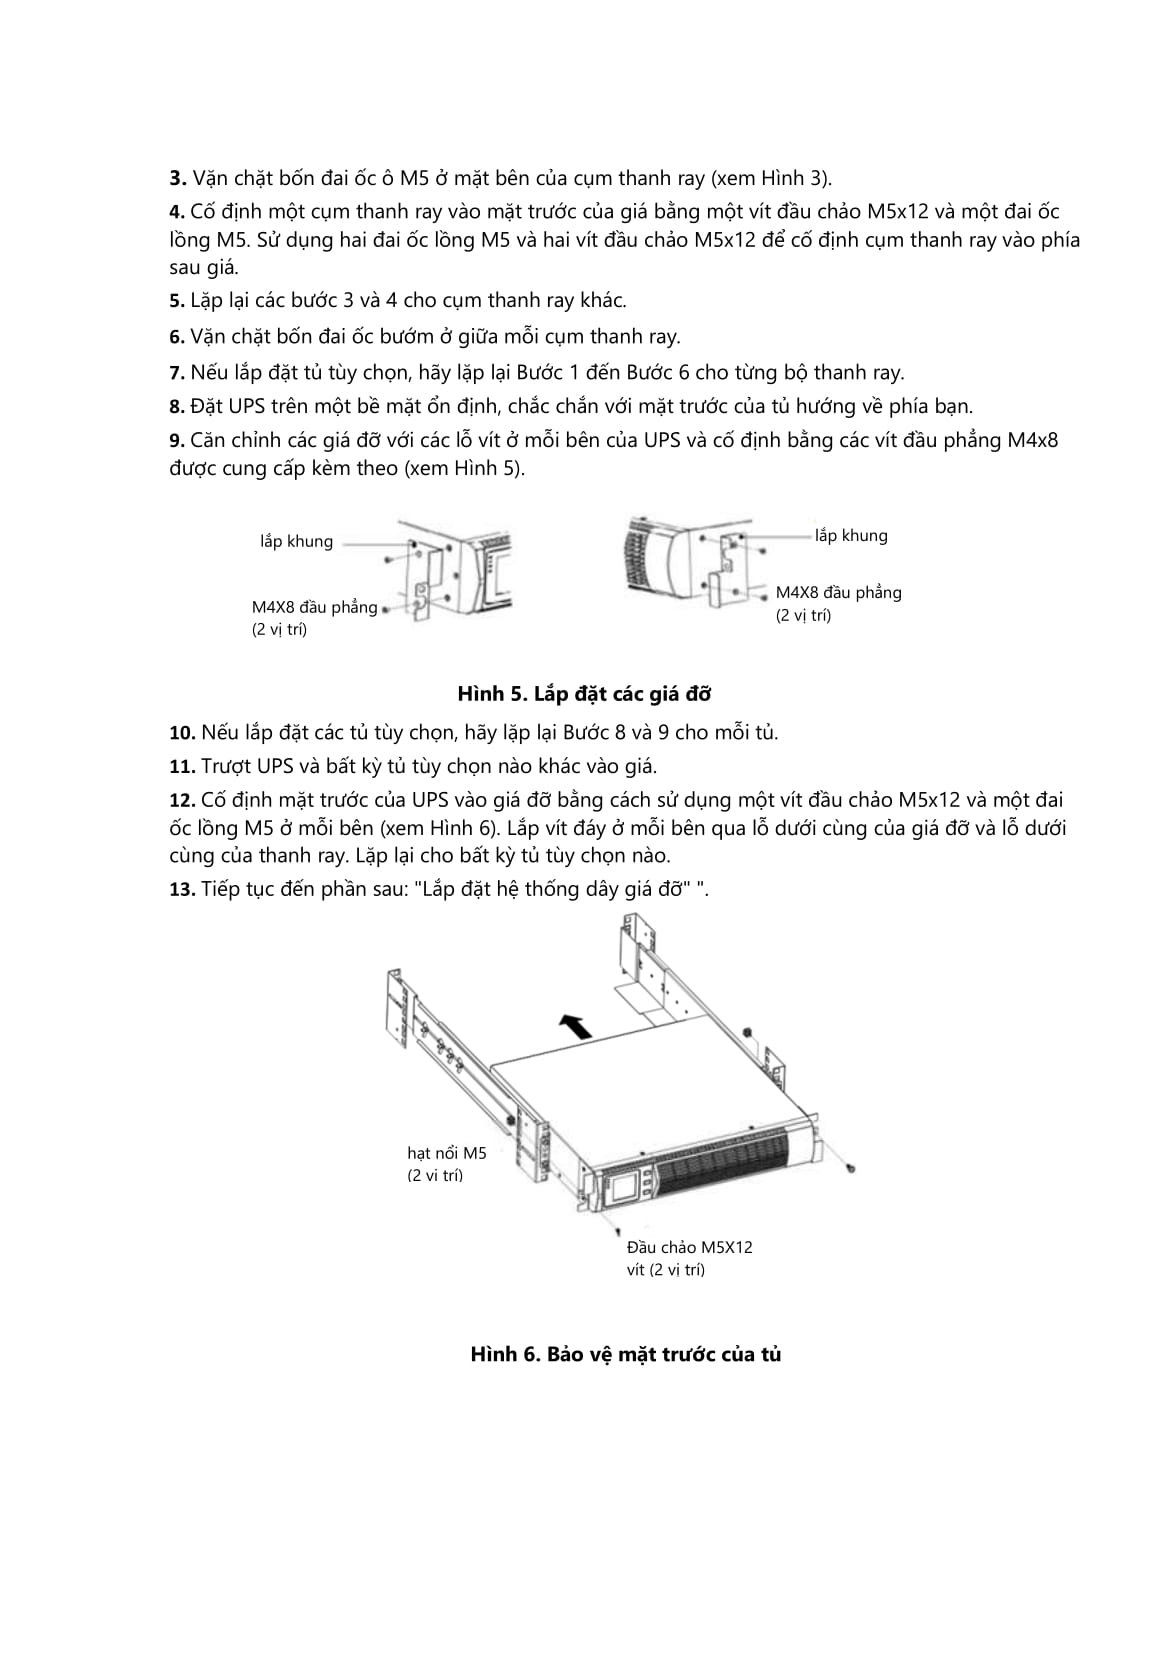 3. Vặn chặt bốn đai ốc ô M5 ở mặt bên của cụm thanh ray (xem Hình 3).
4. Cố định một cụm thanh ray vào mặt trước của giá bằng một vít đầu chảo M5x12 và một đai ốc
lồng M5. Sử dụng hai đai ốc lồng M5 và hai vít đầu chảo M5x12 để cố định cụm thanh ray vào phía
sau giá.
5. Lặp lại các bước 3 và 4 cho cụm thanh ray khác.
6. Vặn chặt bốn đai ốc bướm ở giữa mỗi cụm thanh ray.
7. Nếu lắp đặt tủ tùy chọn, hãy lặp lại Bước 1 đến Bước 6 cho từng bộ thanh ray.
8. Đặt UPS trên một bề mặt ổn định, chắc chắn với mặt trước của tủ hướng về phía bạn.
9. Căn chỉnh các giá đỡ với các lỗ vít ở mỗi bên của UPS và cố định bằng các vít đầu phẳng M4x8
được cung cấp kèm theo (xem Hình 5).
lắp khung
M4X8 đầu phẳng
(2 vị trí)
lắp khung
M4X8 đầu phẳng
(2 vị trí)
Hình 5. Lắp đặt các giá đỡ
10. Nếu lắp đặt các tủ tùy chọn, hãy lặp lại Bước 8 và 9 cho mỗi tủ.
11. Trượt UPS và bất kỳ tủ tùy chọn nào khác vào giá.
12. Cố định mặt trước của UPS vào giá đỡ bằng cách sử dụng một vít đầu chảo M5x12 và một đai
ốc lồng M5 ở mỗi bên (xem Hình 6). Lắp vít đáy ở mỗi bên qua lỗ dưới cùng của giá đỡ và lỗ dưới
cùng của thanh ray. Lặp lại cho bất kỳ tủ tùy chọn nào.
13. Tiếp tục đến phần sau: "Lắp đặt hệ thống dây giá đỡ" ".
hạt nổi M5
(2 vị trí)
Đầu chảo M5X12
vít (2 vị trí)
Hình 6. Bảo vệ mặt trước của tủ